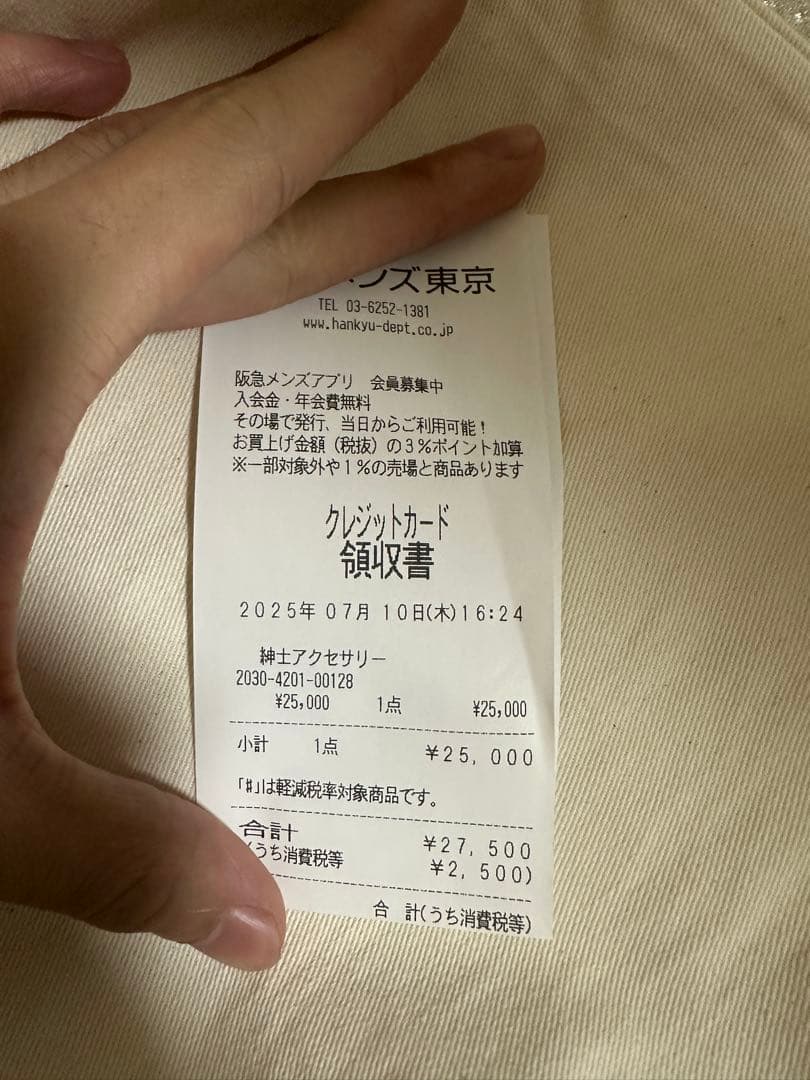 ンズ東京
TEL 03-6252-1381
www.hankyu-dept.co.jp
阪急メンズアプリ 会員募集中
入会金・年会費無料
その場で発行、当日からご利用可能!
お買上げ金額(税抜)の3%ポイント加算
※一部対象外や1%の売場と商品あります
クレジットカード
領収書
2025年 07月 10日(木)16:24
紳士アクセサリー
2030-4201-00128
¥25,000 1点 ¥25,000
小計 1点 ¥25,000
「#」は軽減税率対象商品です。
合計 ¥27,500
(うち消費税等 ¥2,500)
合 計(うち消費税等)